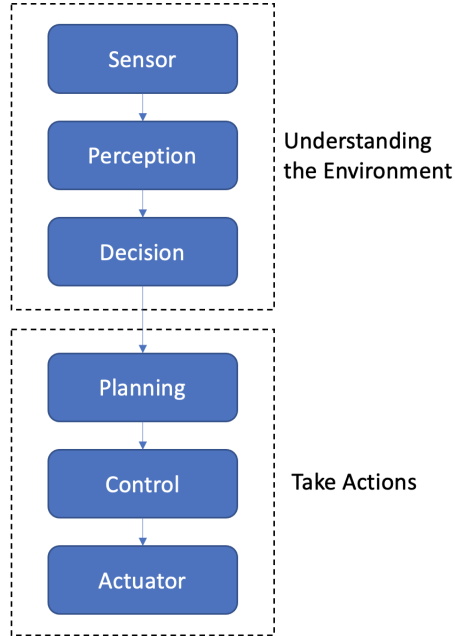 Sensor
Perception
Understanding
the Environment
Decision
Planning
Control
Take Actions
Actuator